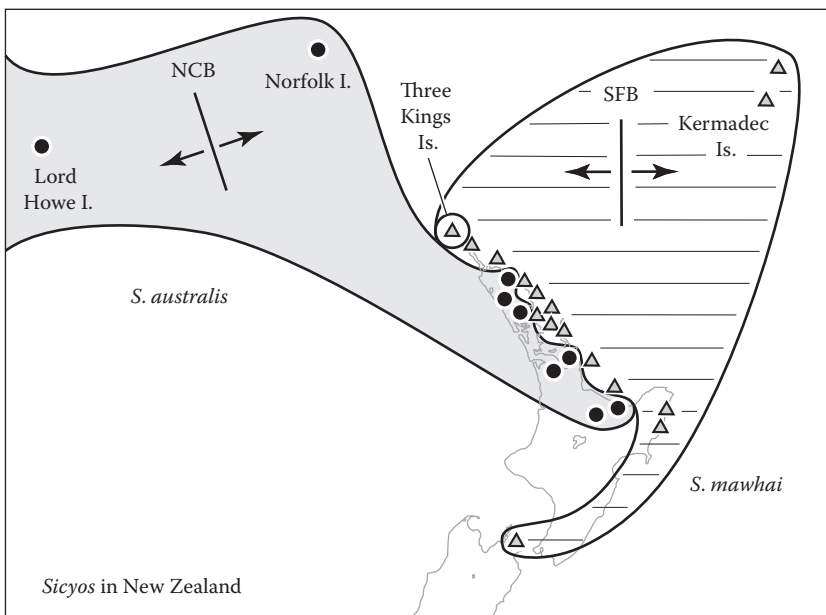 NCB
Norfolk I.
Lord
Howe I.
Three
Kings
Is.
SFB
Kermadec
Is.
S. australis
S. mawhai
Sicyos in New Zealand